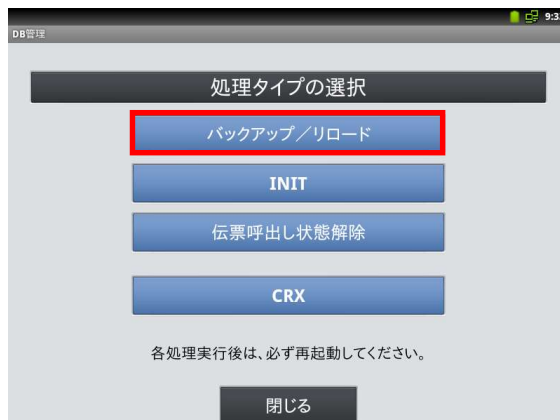 9:3
DB管理
処理タイプの選択
バックアップ／リロード
INIT
伝票呼出し状態解除
CRX
各処理実行後は、必ず再起動してください。
閉じる